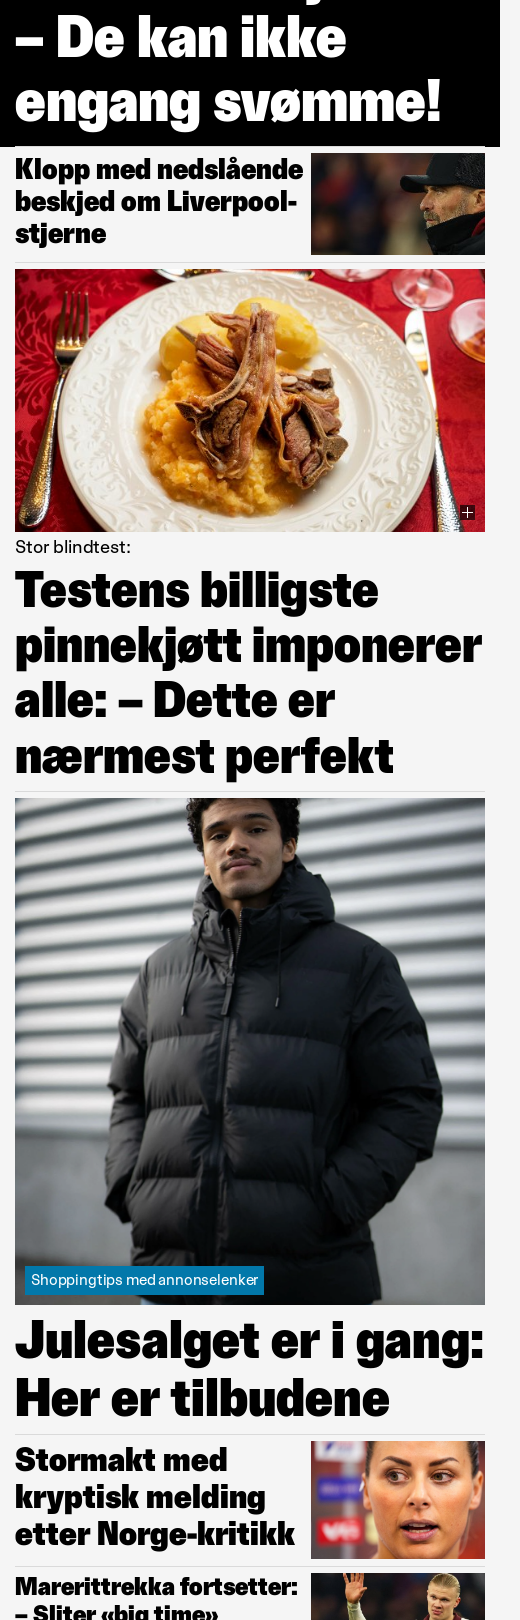 – De kan ikke
engang svømme!
Klopp med nedslående
beskjed om Liverpool-
stjerne
Stor blindtest:
Testens billigste
pinnekjøtt imponerer
alle: – Dette er
nærmest perfekt
Shoppingtips med annonselenker
Julesalget er i gang:
Her er tilbudene
Stormakt med
kryptisk melding
etter Norge-kritikk
Marerittrekka fortsetter:
– Sliter «big time»